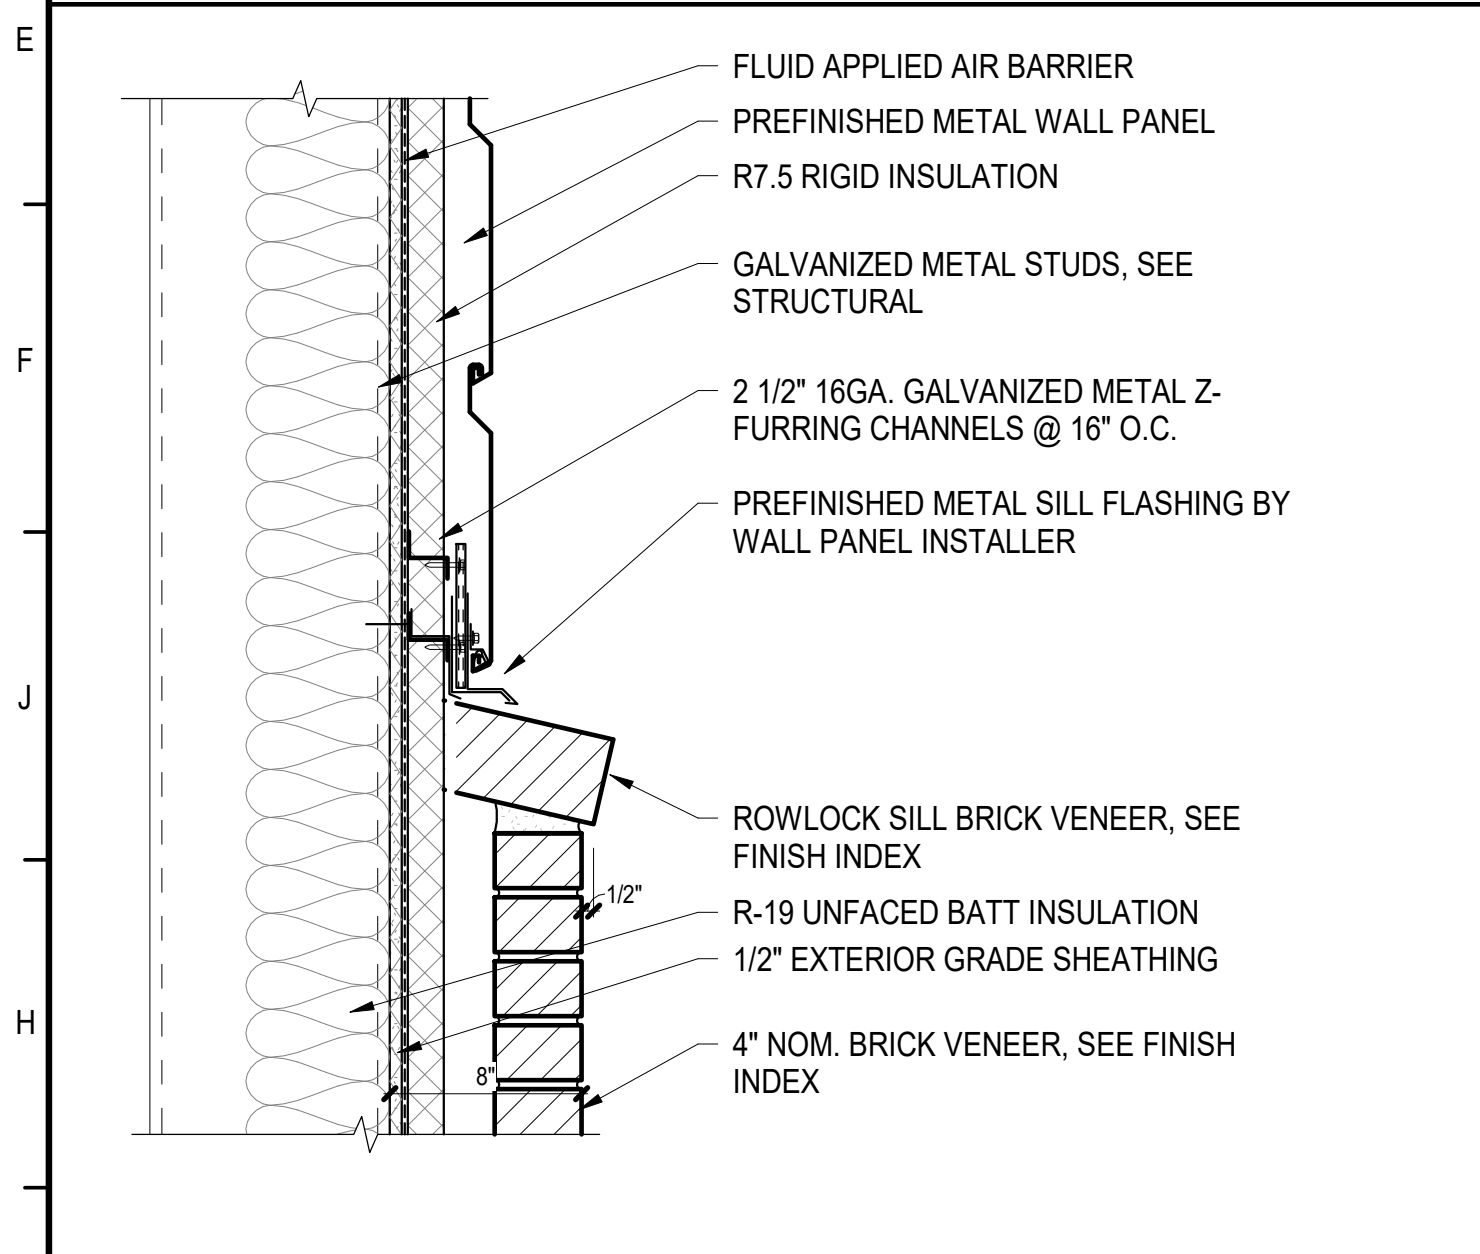 E
FLUID APPLIED AIR BARRIER
PREFINISHED METAL WALL PANEL
R7.5 RIGID INSULATION
GALVANIZED METAL STUDS, SEE
STRUCTURAL
F
2 1/2" 16GA. GALVANIZED METAL Z-
FURRING CHANNELS @ 16" O.C.
PREFINISHED METAL SILL FLASHING BY
WALL PANEL INSTALLER
J
ROWLOCK SILL BRICK VENEER, SEE
FINISH INDEX
1/2"
R-19 UNFACED BATT INSULATION
1/2" EXTERIOR GRADE SHEATHING
H
4" NOM. BRICK VENEER, SEE FINISH
INDEX
8"